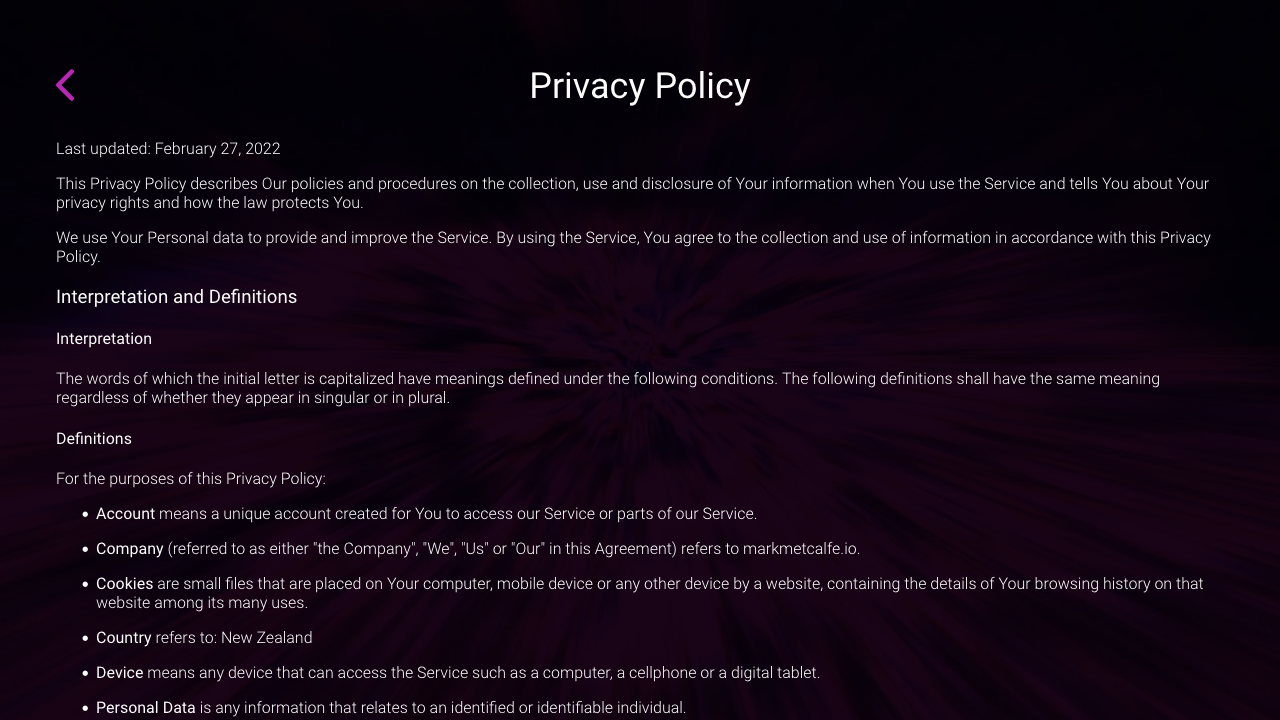 Privacy Policy
Last updated: February 27, 2022
This Privacy Policy describes Our policies and procedures on the collection, use and disclosure of Your information when You use the Service and tells You about Your
privacy rights and how the law protects You.
We use Your Personal data to provide and improve the Service. By using the Service, You agree to the collection and use of information in accordance with this Privacy
Policy.
Interpretation and Definitions
Interpretation
The words of which the initial letter is capitalized have meanings defined under the following conditions. The following definitions shall have the same meaning
regardless of whether they appear in singular or in plural.
Definitions
For the purposes of this Privacy Policy:
• Account means a unique account created for You to access our Service or parts of our Service.
• Company (referred to as either "the Company", "We", "Us" or "Our" in this Agreement) refers to markmetcalfe.io.
• Cookies are small files that are placed on Your computer, mobile device or any other device by a website, containing the details of Your browsing history on that
website among its many uses.
• Country refers to: New Zealand
• Device means any device that can access the Service such as a computer, a cellphone or a digital tablet.
• Personal Data is any information that relates to an identified or identifiable individual.